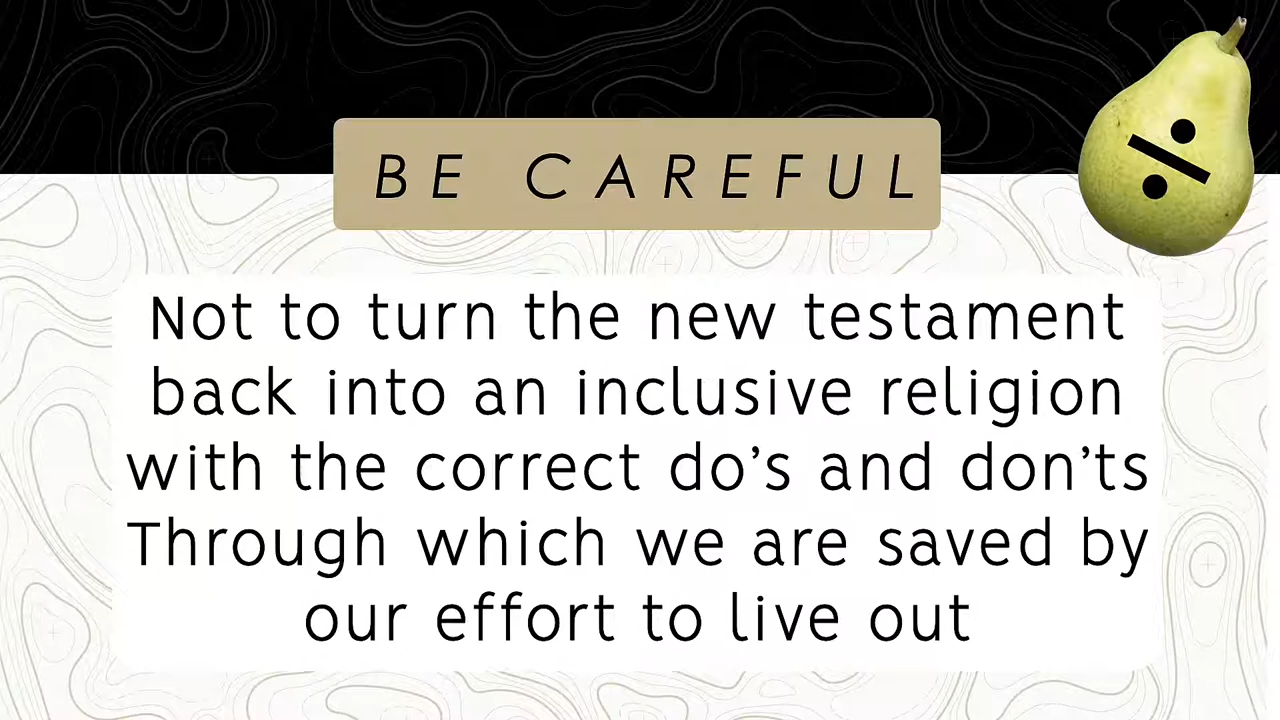 BE CAREFUL
Not to turn the new testament
back into an inclusive religion
with the correct do's and don'ts
Through which we are saved by
our effort to live out